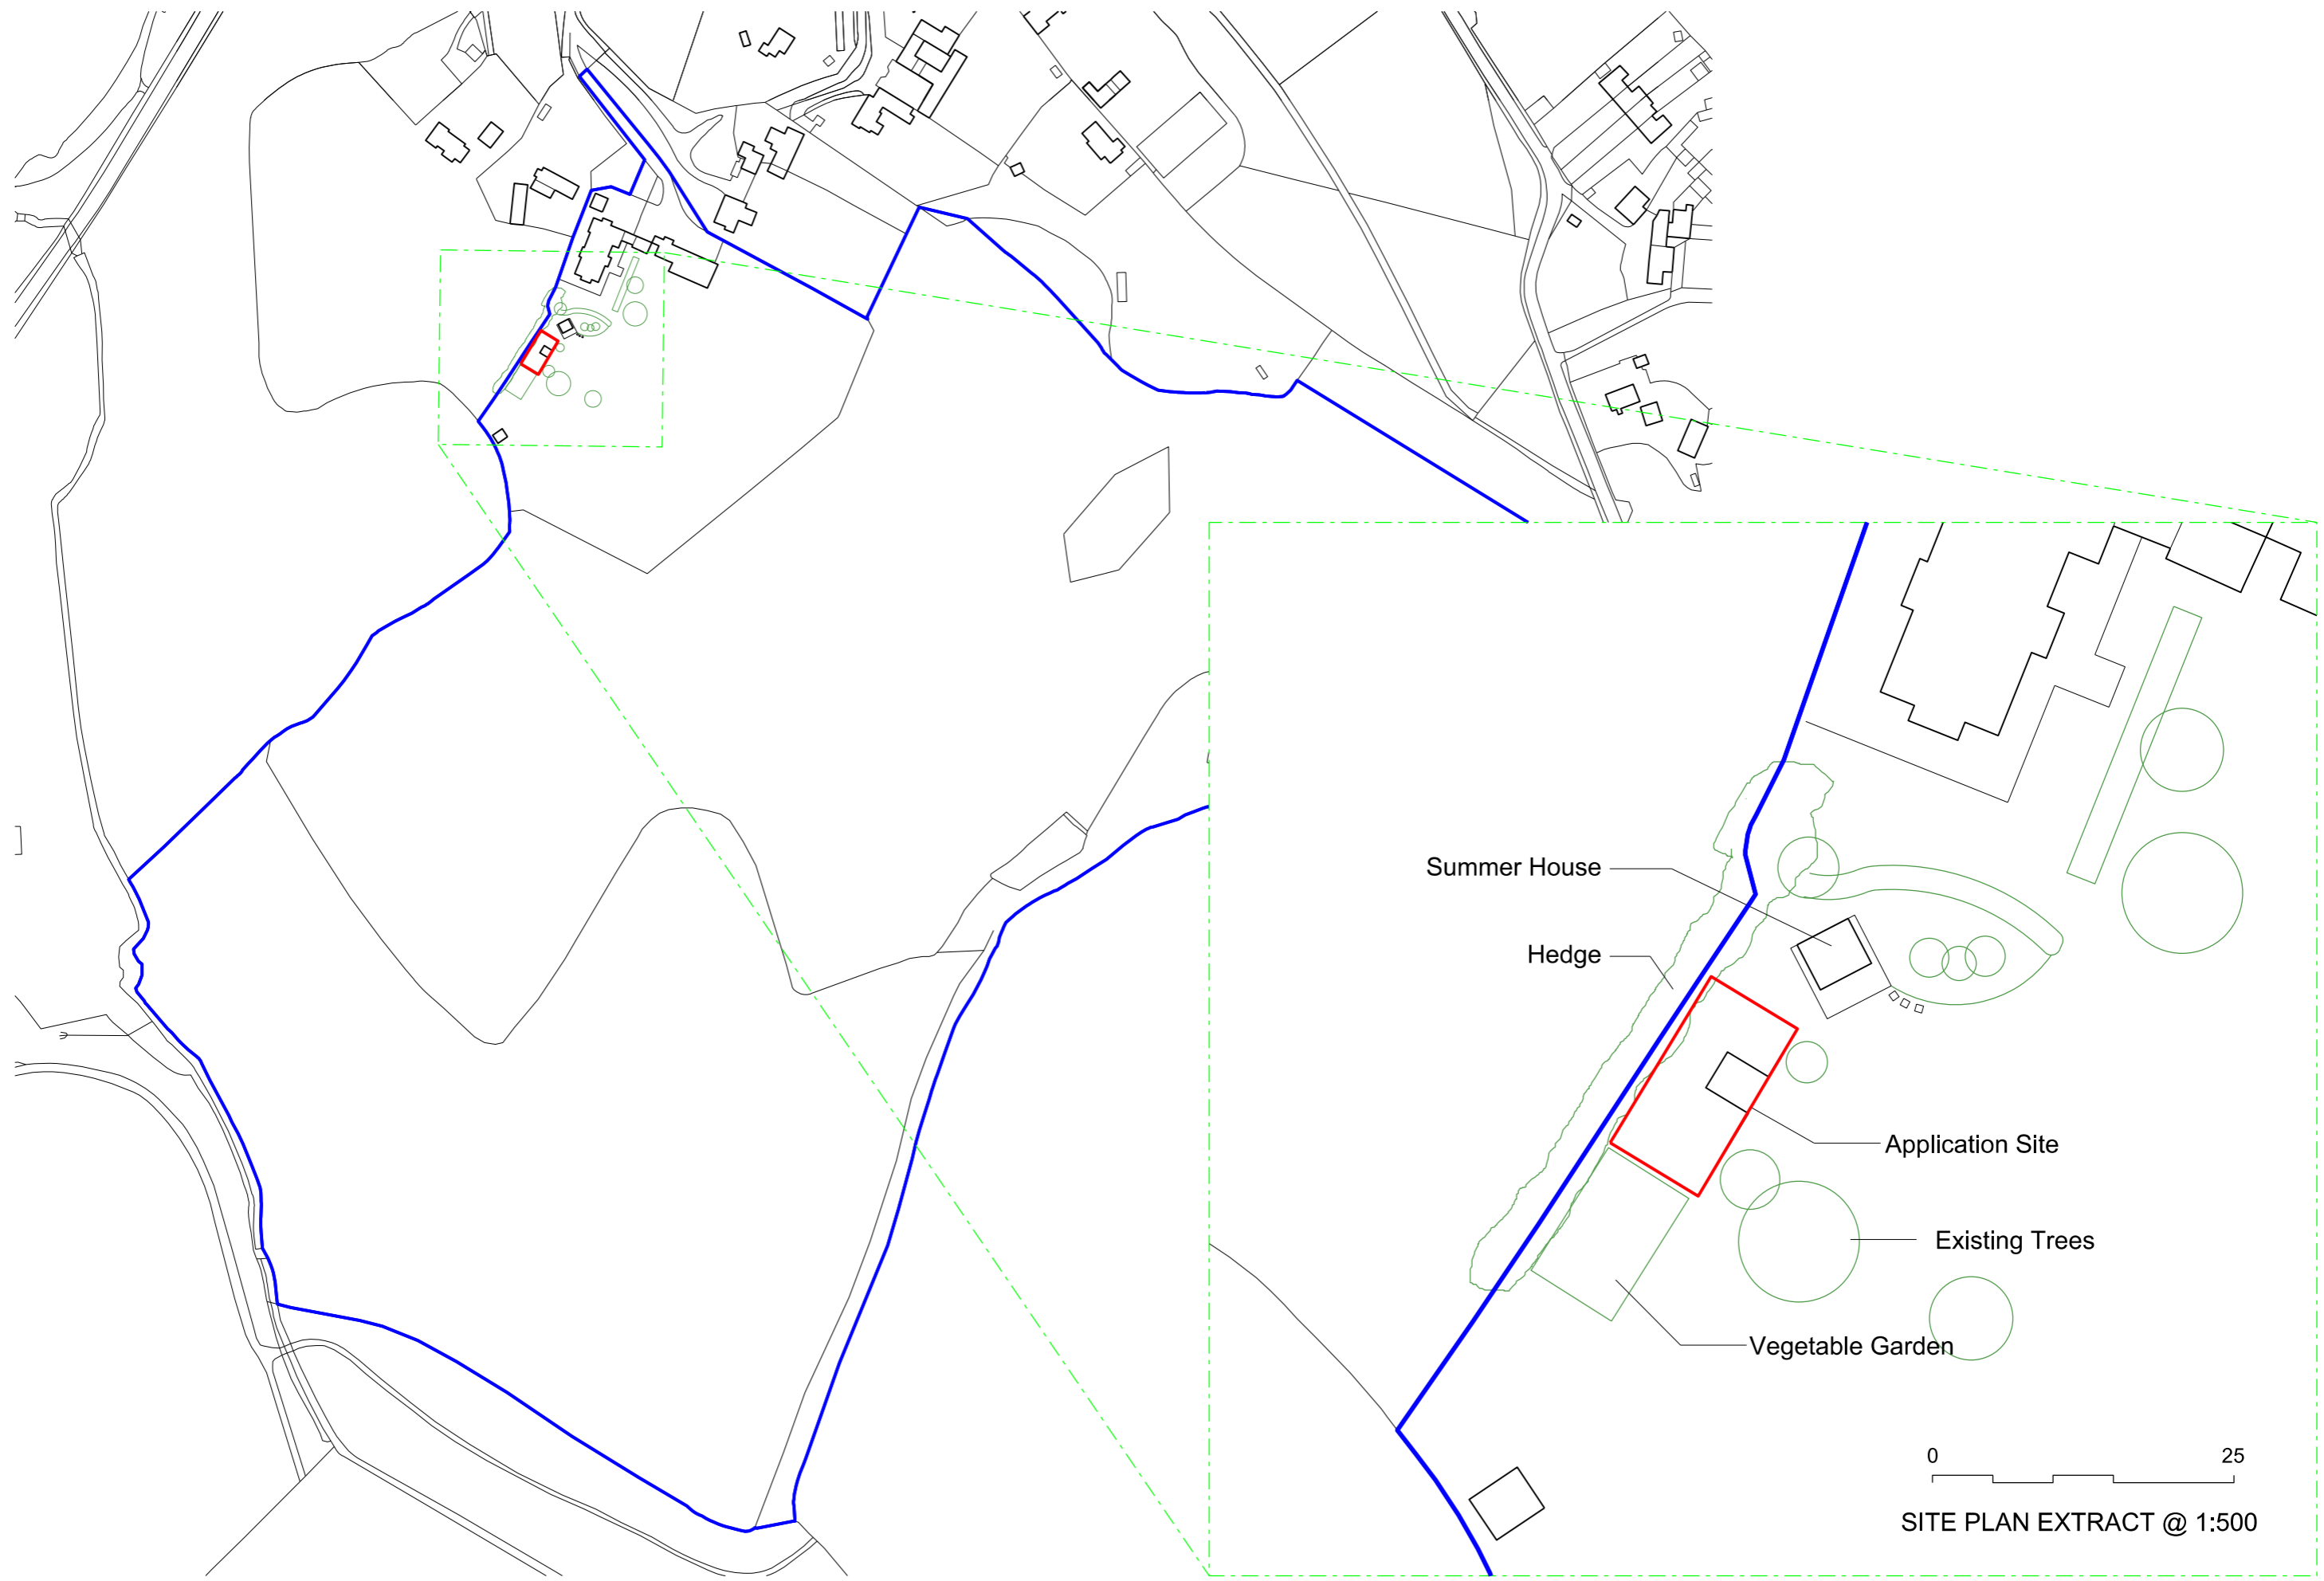 Summer House
Hedge
Application Site
Existing Trees
Vegetable Garden
0 25
SITE PLAN EXTRACT @ 1:500